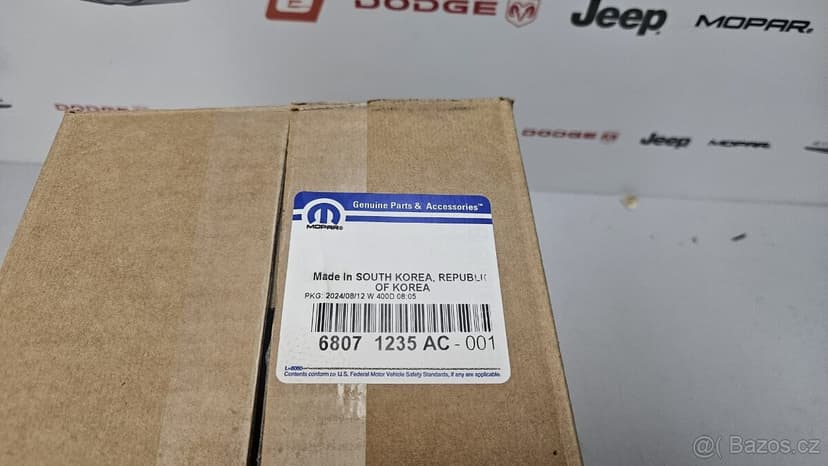 DODGE
Jeep
MOPAR
DODGE
DODGE
Jeep
MOPAR
Genuine Parts & Accessories™
MOPAR®
Made In SOUTH KOREA, REPUBLIC
OF KOREA
PKG: 2024/08/12 W 400D 08:05
6807 1235 AC - 001
L-8080
Contents conform to U.S. Federal Motor Vehicle Safety Standards, if any are applicable.
@ Bazos.cz